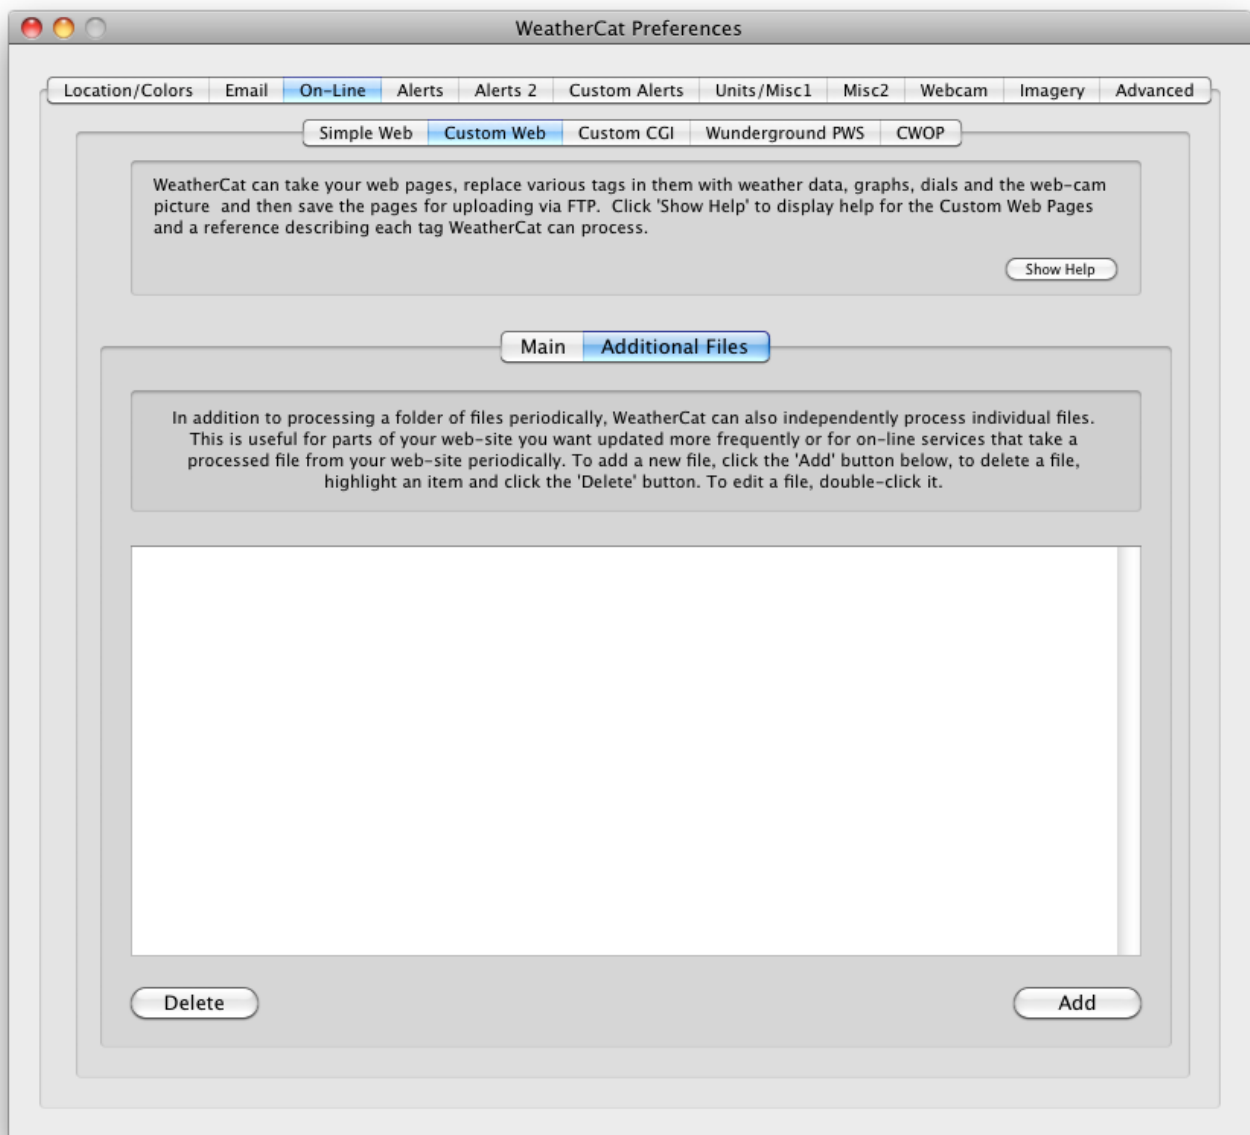 WeatherCat Preferences
Location/Colors Email On-Line Alerts Alerts 2 Custom Alerts Units/Misc1 Misc2 Webcam Imagery Advanced
Simple Web Custom Web Custom CGI Wunderground PWS CWOP
WeatherCat can take your web pages, replace various tags in them with weather data, graphs, dials and the web-cam
picture  and then save the pages for uploading via FTP.  Click 'Show Help' to display help for the Custom Web Pages
and a reference describing each tag WeatherCat can process.
Show Help
Main Additional Files
In addition to processing a folder of files periodically, WeatherCat can also independently process individual files.
This is useful for parts of your web-site you want updated more frequently or for on-line services that take a
processed file from your web-site periodically. To add a new file, click the 'Add' button below, to delete a file,
highlight an item and click the 'Delete' button. To edit a file, double-click it.
Delete Add